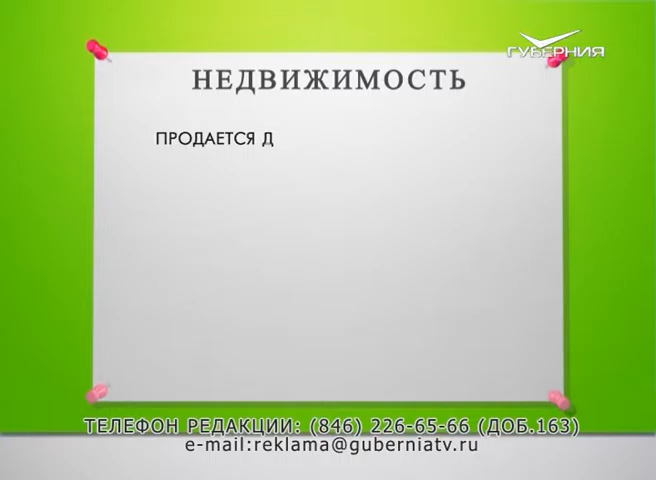 ГУБЕРНИЯ
НЕДВИЖИМОСТЬ
ПРОДАЕТСЯ Д
ТЕЛЕФОН РЕДАКЦИИ: (846) 226-65-66 (ДОБ.163)
e-mail:reklama@guberniatv.ru